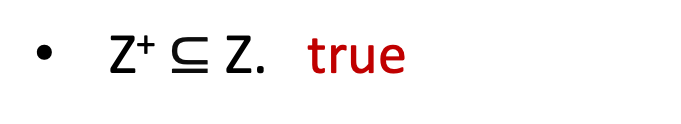 • Z⁺ ⊆ Z. true